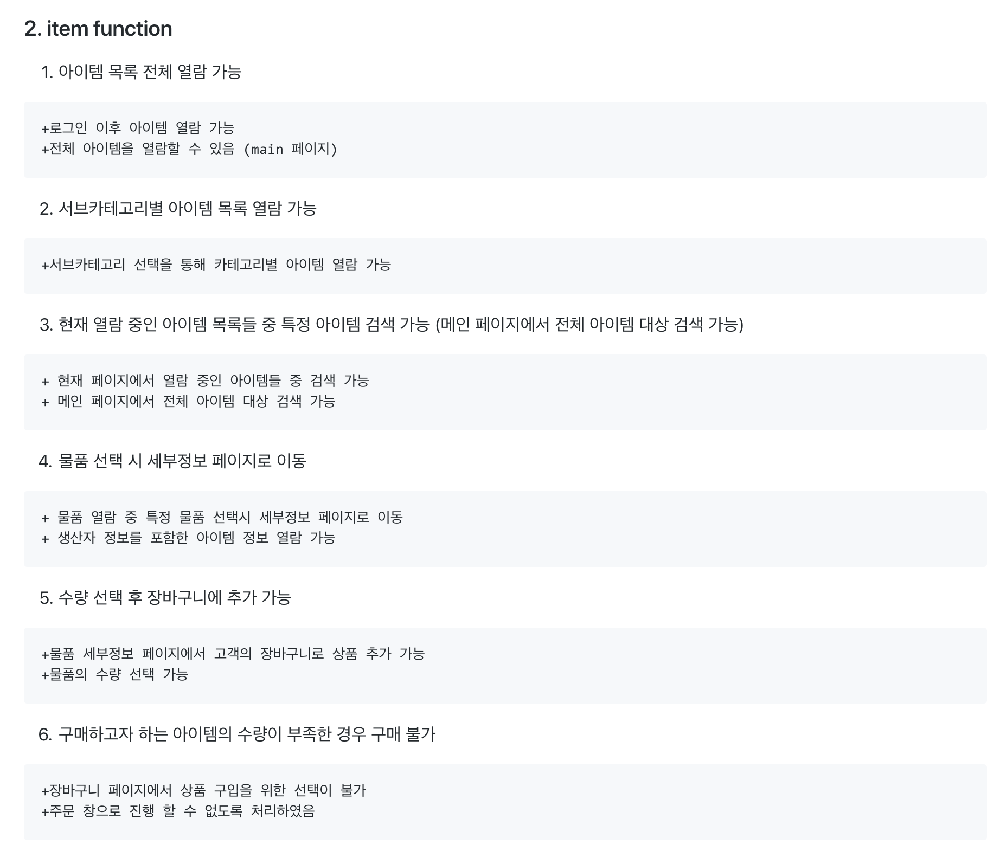 2. item function
1. 아이템 목록 전체 열람 가능
+로그인 이후 아이템 열람 가능
+전체 아이템을 열람할 수 있음 (main 페이지)
2. 서브카테고리별 아이템 목록 열람 가능
+서브카테고리 선택을 통해 카테고리별 아이템 열람 가능
3. 현재 열람 중인 아이템 목록들 중 특정 아이템 검색 가능 (메인 페이지에서 전체 아이템 대상 검색 가능)
+ 현재 페이지에서 열람 중인 아이템들 중 검색 가능
+ 메인 페이지에서 전체 아이템 대상 검색 가능
4. 물품 선택 시 세부정보 페이지로 이동
+ 물품 열람 중 특정 물품 선택시 세부정보 페이지로 이동
+ 생산자 정보를 포함한 아이템 정보 열람 가능
5. 수량 선택 후 장바구니에 추가 가능
+물품 세부정보 페이지에서 고객의 장바구니로 상품 추가 가능
+물품의 수량 선택 가능
6. 구매하고자 하는 아이템의 수량이 부족한 경우 구매 불가
+장바구니 페이지에서 상품 구입을 위한 선택이 불가
+주문 창으로 진행 할 수 없도록 처리하였음